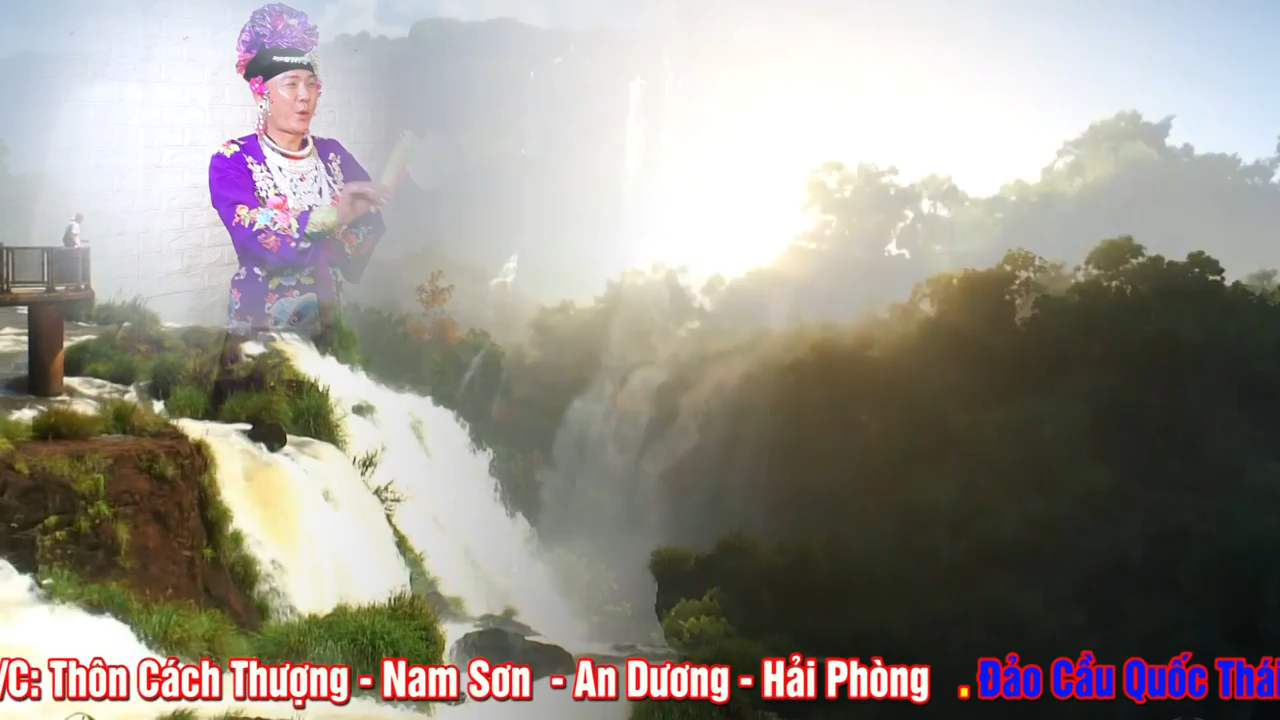 /C: Thôn Cách Thượng - Nam Sơn - An Dương - Hải Phòng . Đảo Cầu Quốc Thái